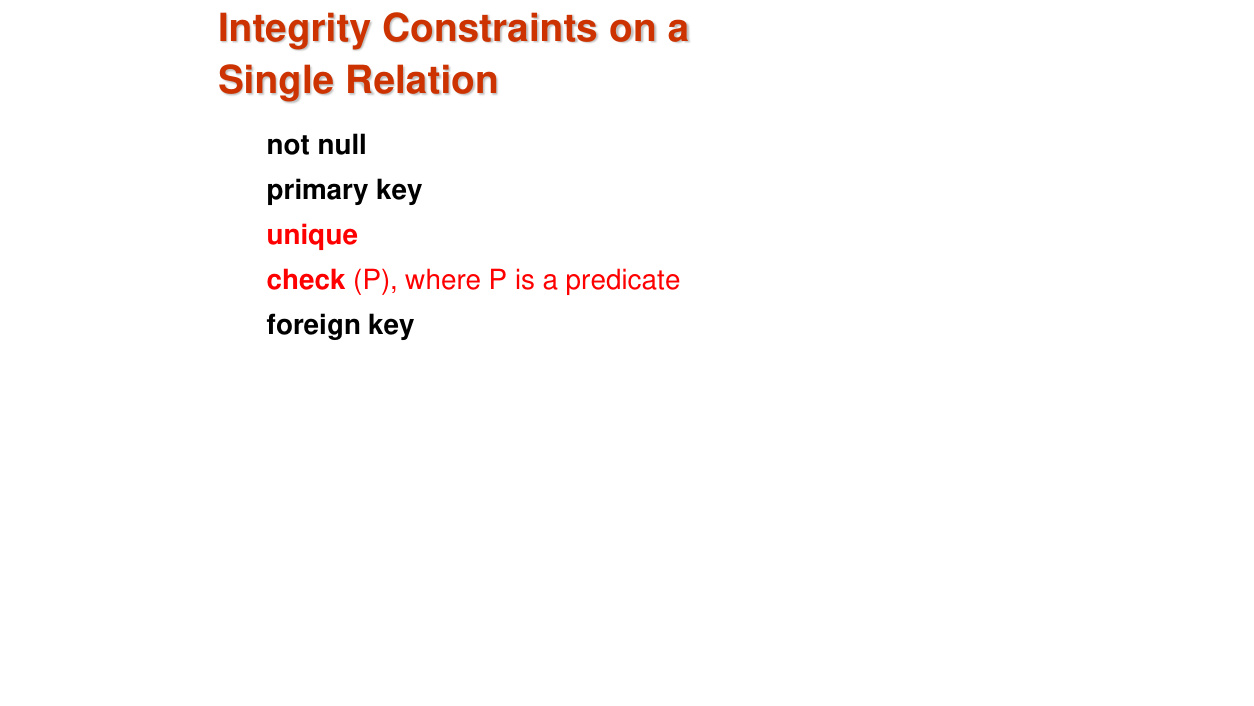 Integrity Constraints on a
Single Relation
not null
primary key
unique
check (P), where P is a predicate
foreign key